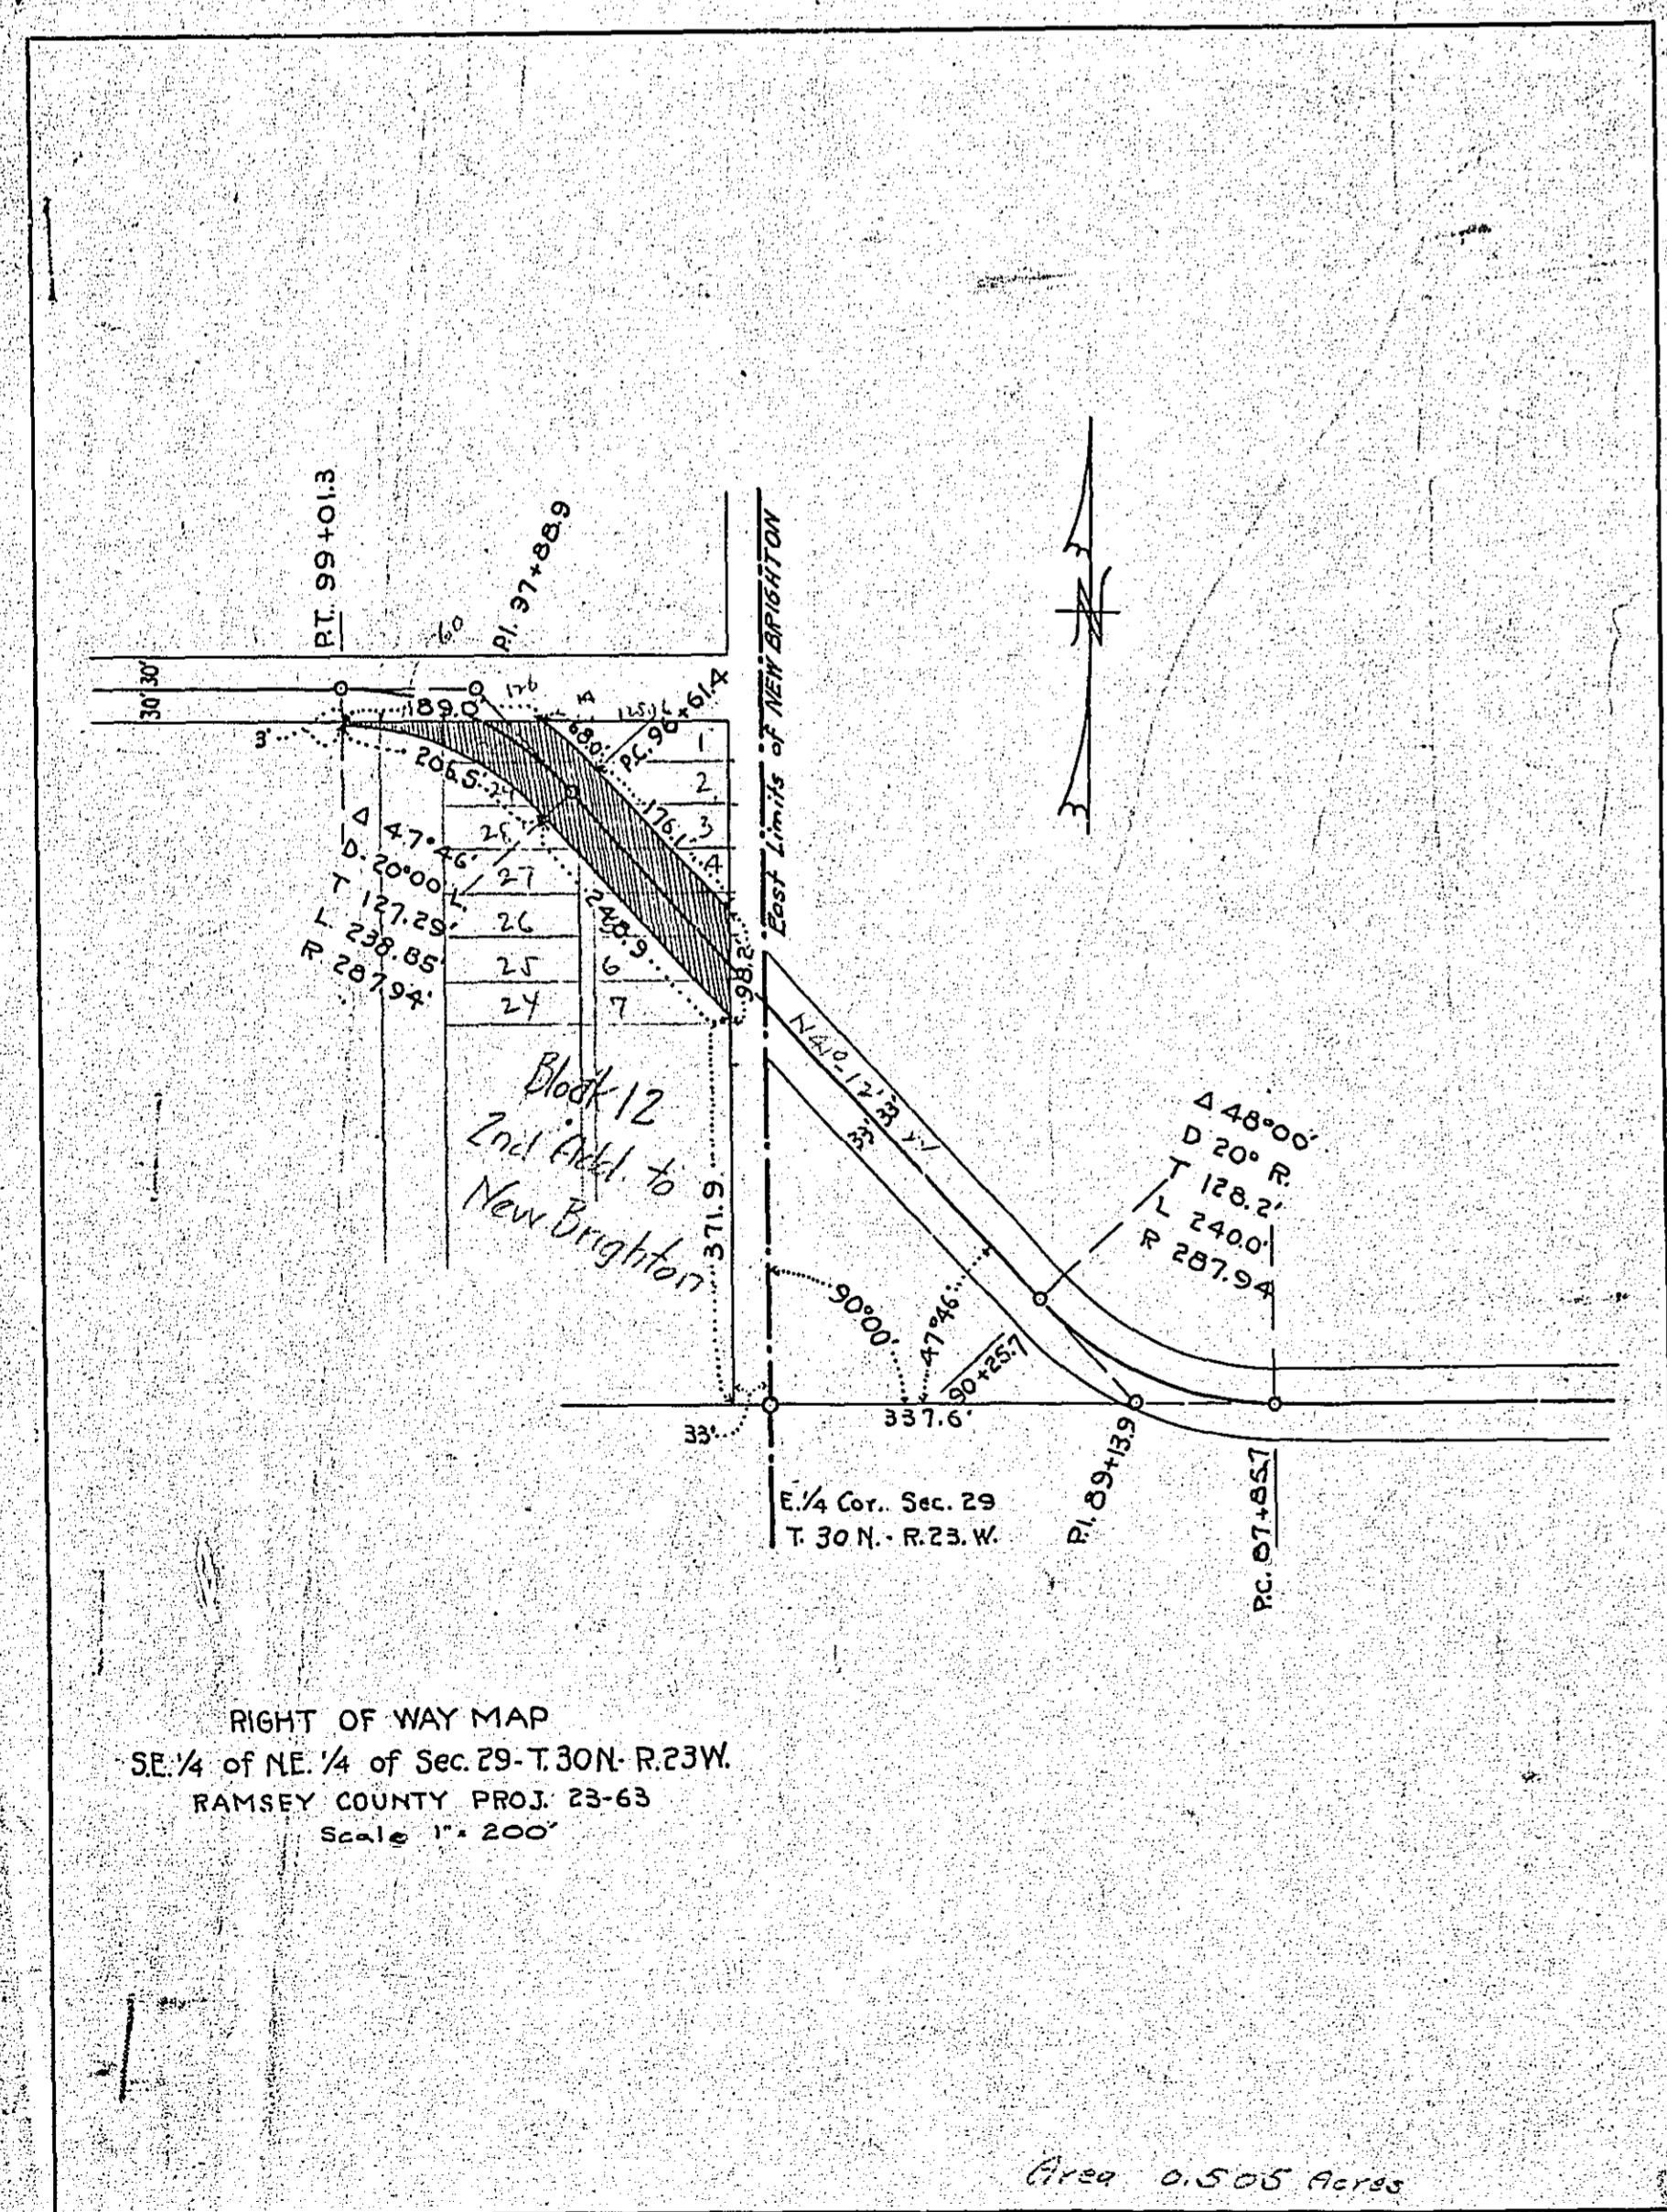 P.T. 99+01.3
P.I. 97+88.9
60
East Limits of NEW BRIGHTON
N
30' 30'
189.0
126
68.0'
P.C. 96+61.4
3'
206.5'
176.1'
1
2
3
4
27
26
25
24
6
7
248.9
98.2
Δ 47°46'
D. 20°00' L.
T 127.29'
L. 238.85'
R 287.94'
Block 12
2nd Add. to
New Brighton
371.9
N41°-12'
33
33
Δ 48°00'
D 20° R.
T 128.2'
L 240.0'
R 287.94
90°00'
47°46'
90+25.7
337.6'
33'
P.I. 89+13.9
P.C. 87+85.7
E.1/4 Cor.. Sec. 29
T. 30 N. - R.23. W.
RIGHT OF WAY MAP
S.E.1/4 of N.E. 1/4 of Sec. 29-T.30N.-R.23W.
RAMSEY COUNTY PROJ. 23-63
Scale 1"= 200'
Area 0.505 Acres